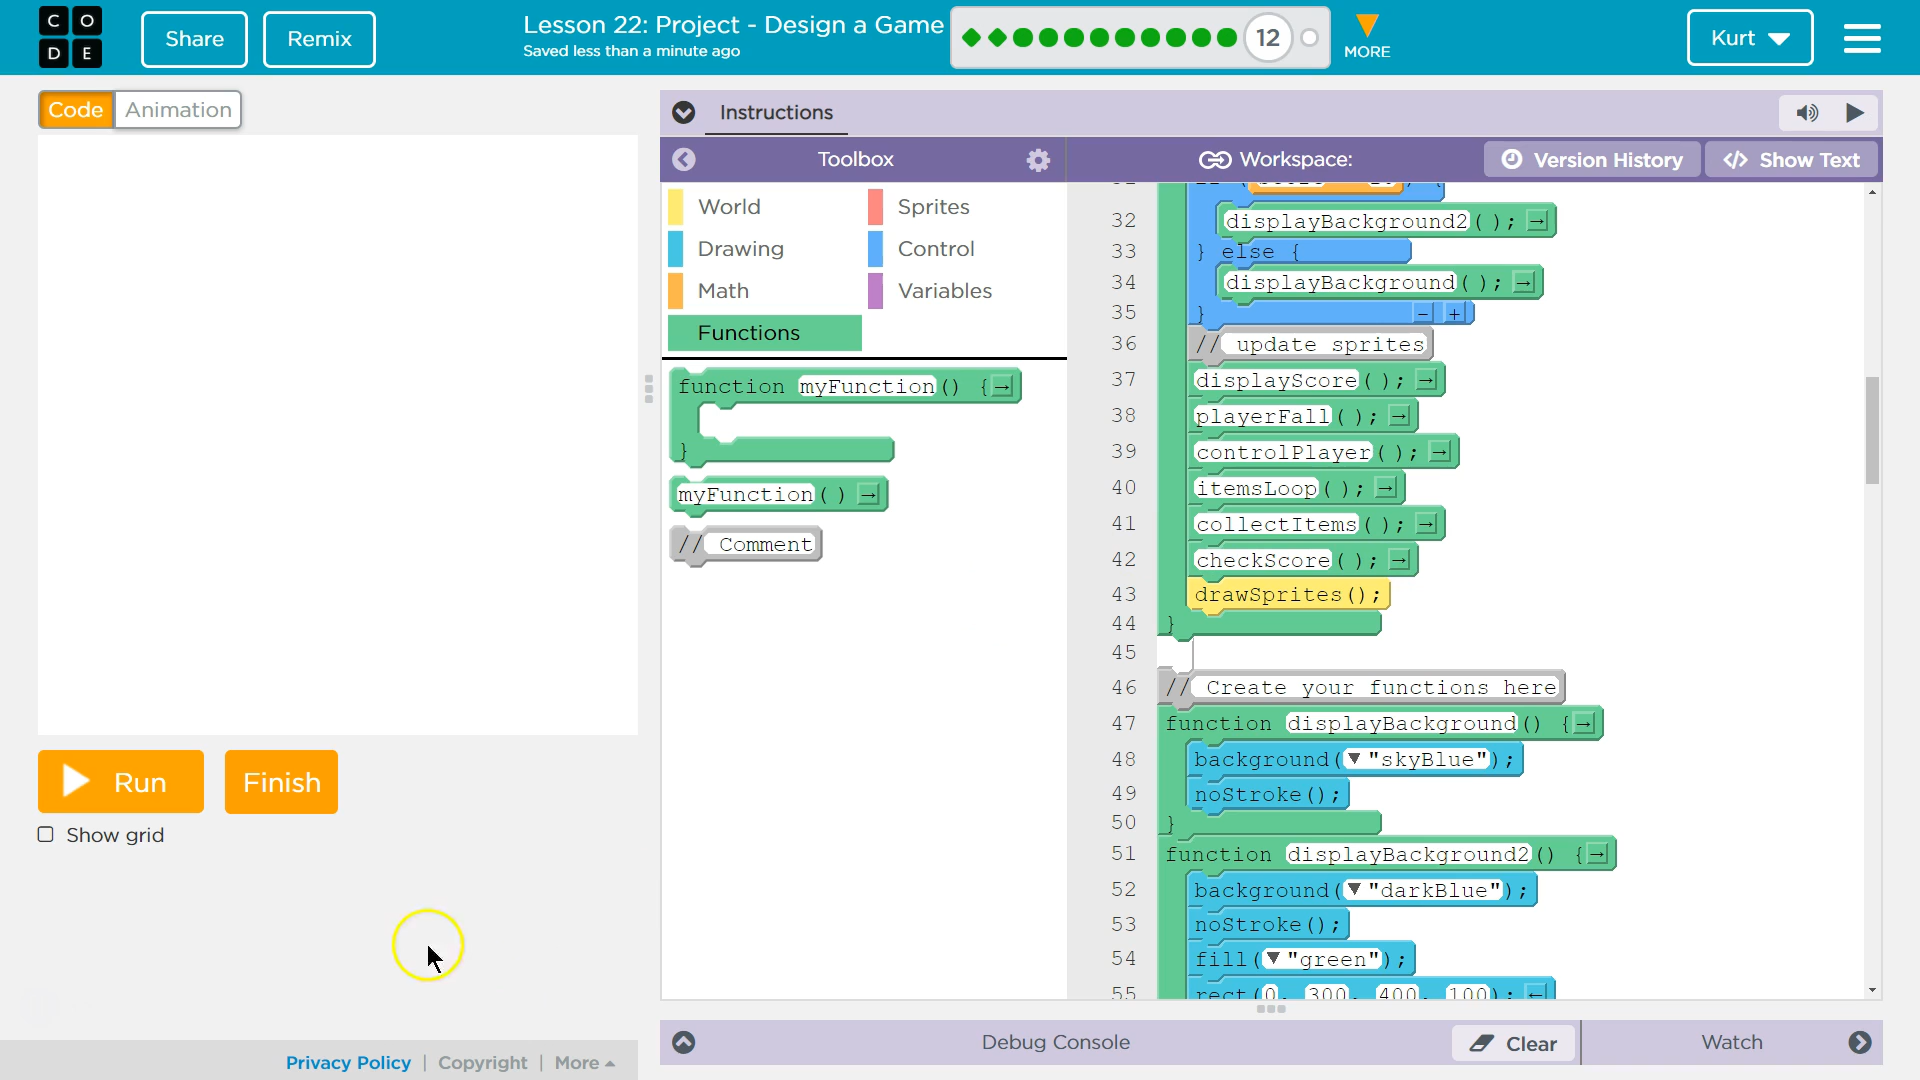 C O
D E
Share
Remix
Lesson 22: Project - Design a Game
Saved less than a minute ago
12
MORE
Kurt
Code
Animation
Instructions
Toolbox
Workspace:
Version History
</> Show Text
World
Sprites
Drawing
Control
Math
Variables
Functions
function myFunction() {→
}
myFunction() →
// Comment
32 displayBackground2(); →
33 } else {
34 displayBackground(); →
35 } - +
36 // update sprites
37 displayScore(); →
38 playerFall(); →
39 controlPlayer(); →
40 itemsLoop(); →
41 collectItems(); →
42 checkScore(); →
43 drawSprites();
44 }
45
46 // Create your functions here
47 function displayBackground() {→
48 background(▼ "skyBlue");
49 noStroke();
50 }
51 function displayBackground2() {→
52 background(▼ "darkBlue");
53 noStroke();
54 fill(▼ "green");
55 rect(0, 300, 400, 100); ←
Run
Finish
Show grid
Privacy Policy | Copyright | More
Debug Console
Clear
Watch